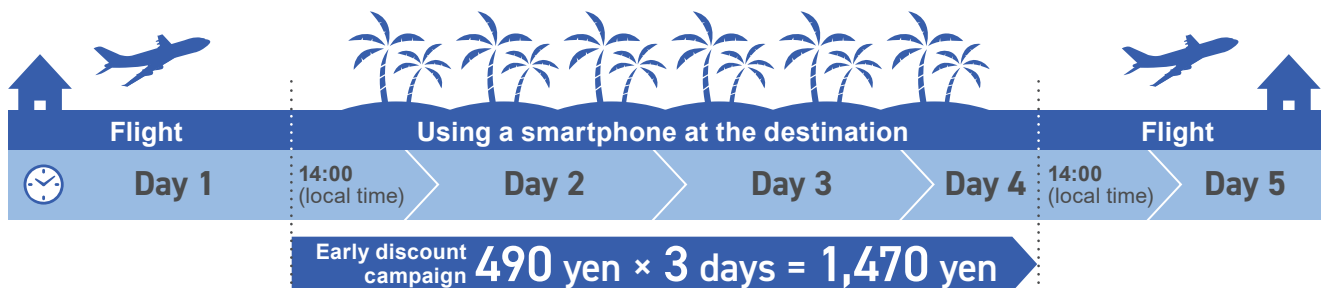 Flight
Using a smartphone at the destination
Flight
Day 1
14:00
(local time)
Day 2
Day 3
Day 4
14:00
(local time)
Day 5
Early discount
campaign
490 yen × 3 days = 1,470 yen